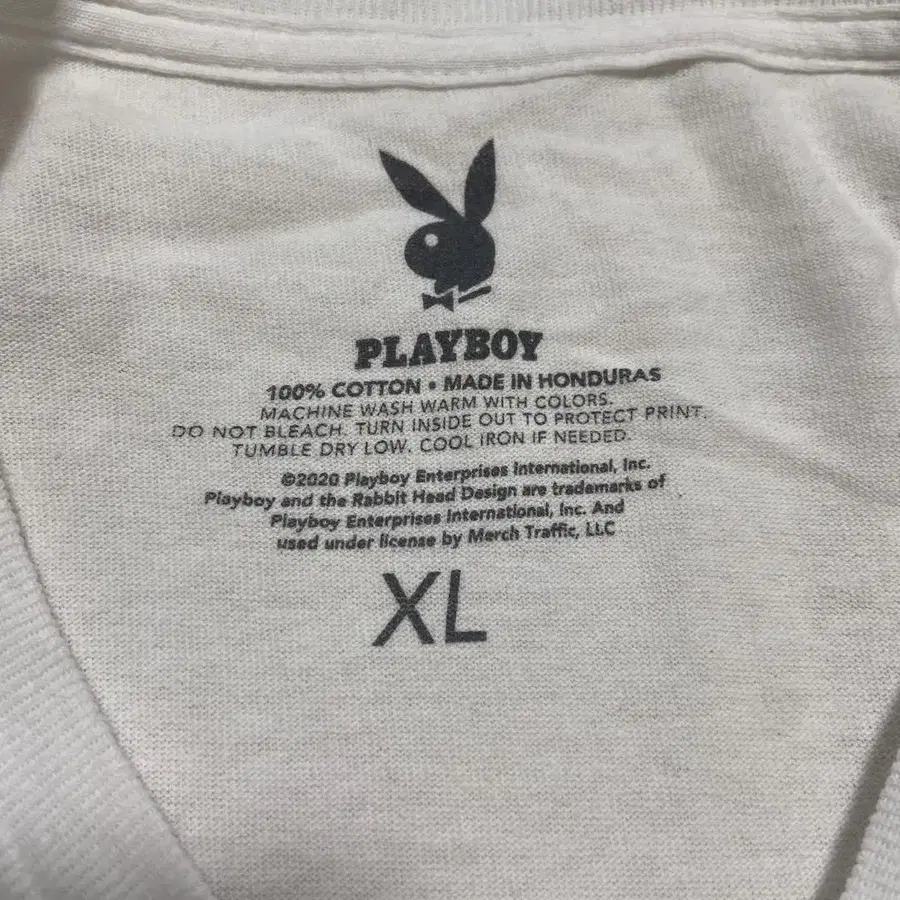 PLAYBOY
100% COTTON • MADE IN HONDURAS
MACHINE WASH WARM WITH COLORS.
DO NOT BLEACH. TURN INSIDE OUT TO PROTECT PRINT.
TUMBLE DRY LOW. COOL IRON IF NEEDED.
©2020 Playboy Enterprises International, Inc.
Playboy and the Rabbit Head Design are trademarks of
Playboy Enterprises International, Inc. And
used under license by Merch Traffic, LLC
XL